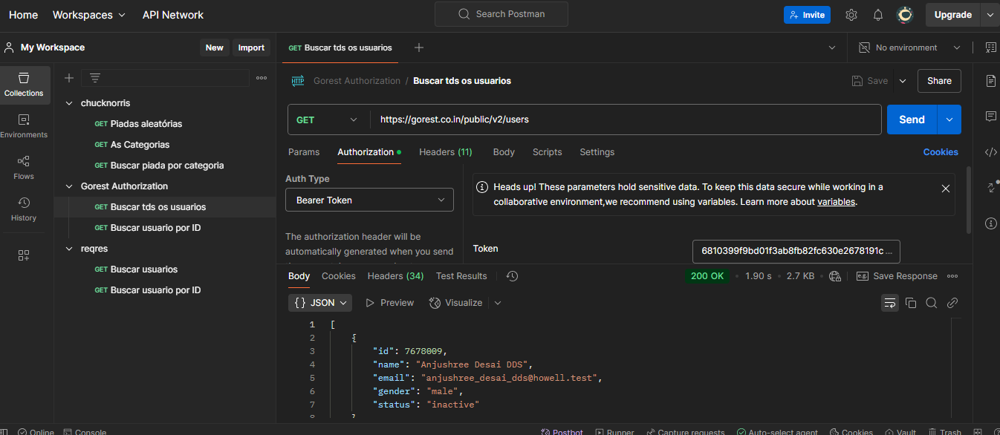 Home Workspaces API Network Search Postman Invite Upgrade
My Workspace New Import GET Buscar tds os usuarios No environment
Collections
Environments
Flows
History
chucknorris
GET Piadas aleatórias
GET As Categorias
GET Buscar piada por categoria
Gorest Authorization
GET Buscar tds os usuarios
GET Buscar usuario por ID
reqres
GET Buscar usuarios
GET Buscar usuario por ID
HTTP Gorest Authorization / Buscar tds os usuarios Save Share
GET https://gorest.co.in/public/v2/users Send
Params Authorization Headers (11) Body Scripts Settings Cookies
Auth Type
Bearer Token
The authorization header will be
automatically generated when you send
Heads up! These parameters hold sensitive data. To keep this data secure while working in a
collaborative environment,we recommend using variables. Learn more about variables.
Token 6810399f9bd01f3ab8fb82fc630e2678191c ...
Body Cookies Headers (34) Test Results 200 OK • 1.90 s • 2.7 KB • e.g. Save Response
{} JSON Preview Visualize
1 [
2 {
3 "id": 7678009,
4 "name": "Anjushree Desai DDS",
5 "email": "anjushree_desai_dds@howell.test",
6 "gender": "male",
7 "status": "inactive"
8 }
Online Console Postbot Runner Capture requests Auto-select agent Cookies Vault Trash